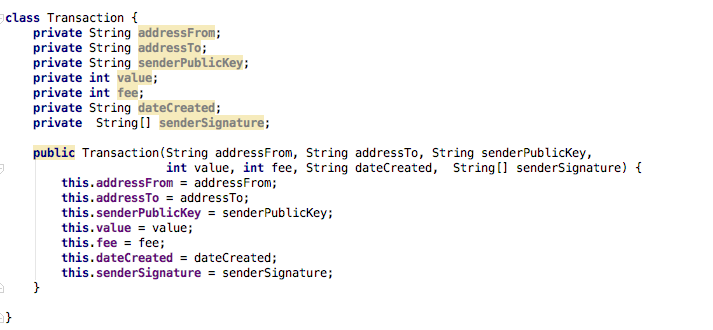 class Transaction {
    private String addressFrom;
    private String addressTo;
    private String senderPublicKey;
    private int value;
    private int fee;
    private String dateCreated;
    private  String[] senderSignature;

    public Transaction(String addressFrom, String addressTo, String senderPublicKey,
                       int value, int fee, String dateCreated,  String[] senderSignature) {
        this.addressFrom = addressFrom;
        this.addressTo = addressTo;
        this.senderPublicKey = senderPublicKey;
        this.value = value;
        this.fee = fee;
        this.dateCreated = dateCreated;
        this.senderSignature = senderSignature;
    }

}